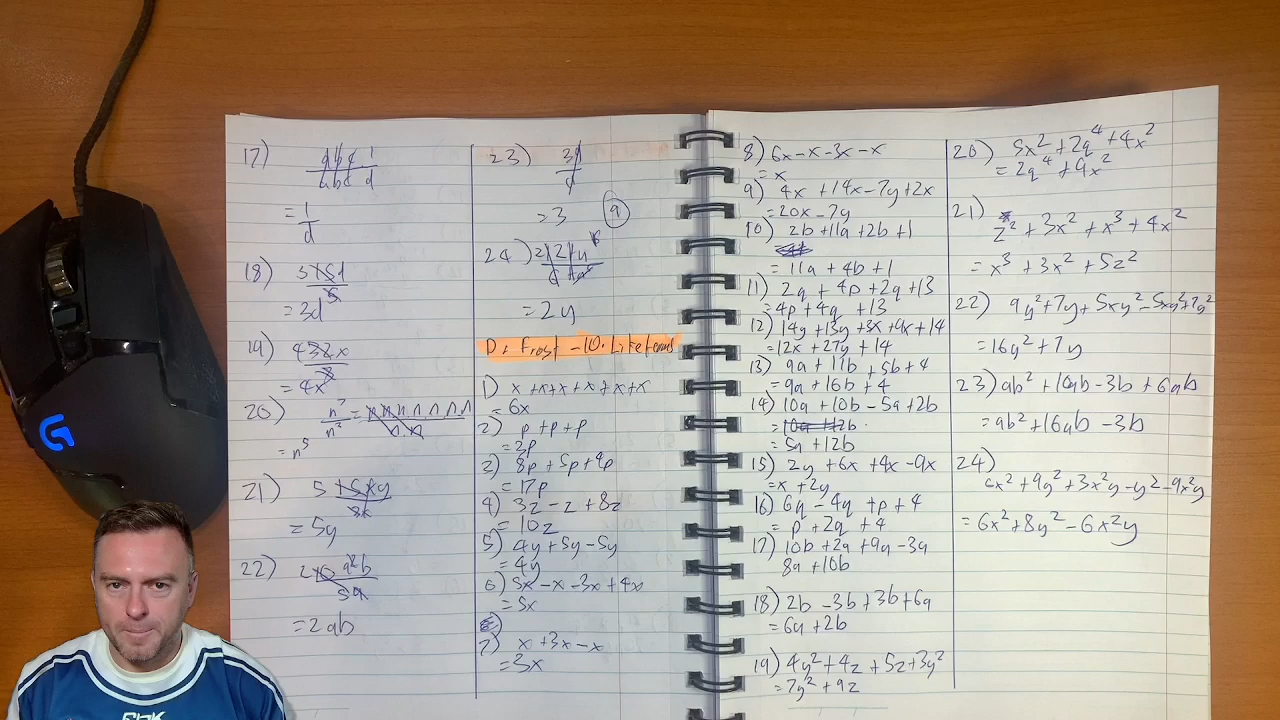 17)
= 1/d
18)
= 3d
19) 432x
= 4x
20) n⁷/n² = n.n.n.n.n.n.n
= n⁵
21) 5
= 5y
22
= 2ab
23)
= 3 9
24)
= 2y
Like terms
1) x+x+x+x+x+x
= 6x
2) p+p+p
= 3p
3) 8p + 5p + 4p
= 17p
4) 3z - z + 8z
= 10z
5) 4y + 5y - 5y
= 4y
6) 5x - x - 3x + 4x
= 5x
7) x + 3x - x
= 3x
8) 6x - x - 3x - x
= x
9) 4x + 14x - 7y + 2x
= 20x - 7y
10) 2b + 11a + 2b + 1
= 11a + 4b + 1
11) 2q + 4p + 2q + 13
= 4p + 4q + 13
12) 14y + 13y + 3x + 9x + 14
= 12x + 27y + 14
13) 9a + 11b + 5b + 4
= 9a + 16b + 4
14) 10a + 10b - 5a + 2b
= 5a + 12b
15) 2y + 6x + 4x - 9x
= x + 2y
16) 6q - 4q + p + 4
= p + 2q + 4
17) 10b + 2a + 9a - 3a
8a + 10b
18) 2b - 3b + 3b + 6a
= 6a + 2b
19) 4y² + 4z + 5z + 3y²
= 7y² + 9z
20) 5x² + 2q⁴ + 4x²
= 2q⁴ + 9x²
21)
z² + 3x² + x³ + 4x²
= x³ + 3x² + 5z²
22) 9y² + 7y + 5xy² - 5xy² + 7y²
= 16y² + 7y
23) ab² + 10ab - 3b + 6ab
= ab² + 16ab - 3b
24)
6x² + 9y² + 3x²y - y² - 9x²y
= 6x² + 8y² - 6x²y